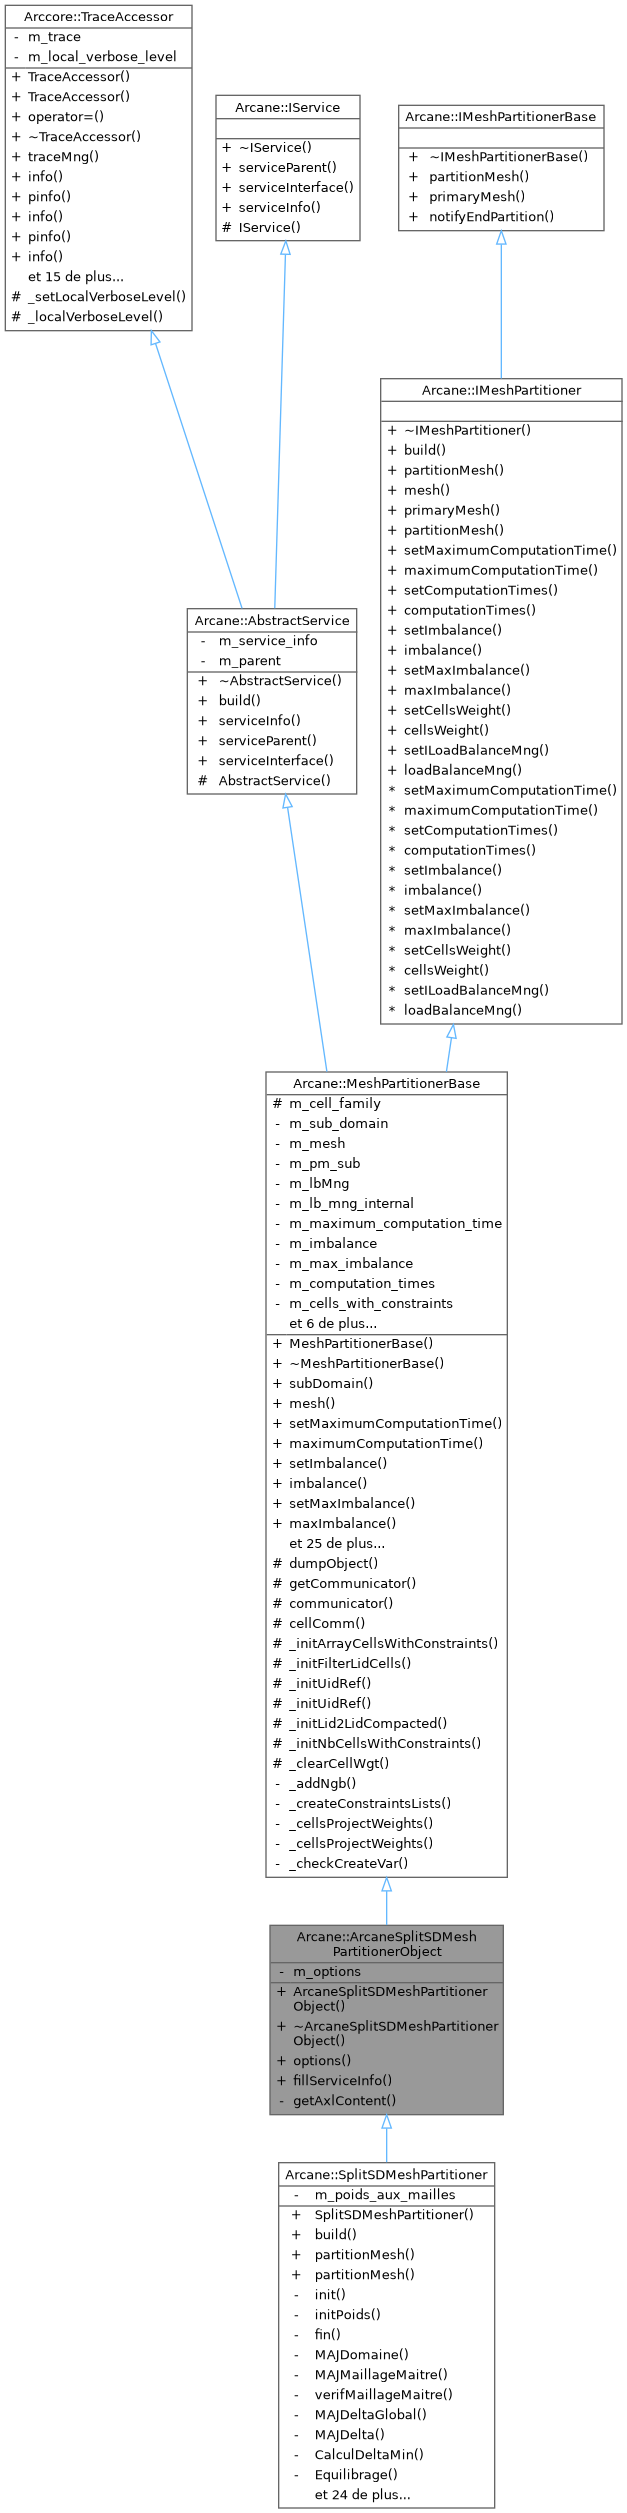 Arccore::TraceAccessor
- m_trace
- m_local_verbose_level
+ TraceAccessor()
+ TraceAccessor()
+ operator=()
+ ~TraceAccessor()
+ traceMng()
+ info()
+ pinfo()
+ info()
+ pinfo()
+ info()
et 15 de plus...
# _setLocalVerboseLevel()
# _localVerboseLevel()
Arcane::IService
+ ~IService()
+ serviceParent()
+ serviceInterface()
+ serviceInfo()
# IService()
Arcane::IMeshPartitionerBase
+ ~IMeshPartitionerBase()
+ partitionMesh()
+ primaryMesh()
+ notifyEndPartition()
Arcane::IMeshPartitioner
+ ~IMeshPartitioner()
+ build()
+ partitionMesh()
+ mesh()
+ primaryMesh()
+ partitionMesh()
+ setMaximumComputationTime()
+ maximumComputationTime()
+ setComputationTimes()
+ computationTimes()
+ setImbalance()
+ imbalance()
+ setMaxImbalance()
+ maxImbalance()
+ setCellsWeight()
+ cellsWeight()
+ setILoadBalanceMng()
+ loadBalanceMng()
* setMaximumComputationTime()
* maximumComputationTime()
* setComputationTimes()
* computationTimes()
* setImbalance()
* imbalance()
* setMaxImbalance()
* maxImbalance()
* setCellsWeight()
* cellsWeight()
* setILoadBalanceMng()
* loadBalanceMng()
Arcane::AbstractService
- m_service_info
- m_parent
+ ~AbstractService()
+ build()
+ serviceInfo()
+ serviceParent()
+ serviceInterface()
# AbstractService()
Arcane::MeshPartitionerBase
# m_cell_family
- m_sub_domain
- m_mesh
- m_pm_sub
- m_lbMng
- m_lb_mng_internal
- m_maximum_computation_time
- m_imbalance
- m_max_imbalance
- m_computation_times
- m_cells_with_constraints
et 6 de plus...
+ MeshPartitionerBase()
+ ~MeshPartitionerBase()
+ subDomain()
+ mesh()
+ setMaximumComputationTime()
+ maximumComputationTime()
+ setImbalance()
+ imbalance()
+ setMaxImbalance()
+ maxImbalance()
et 25 de plus...
# dumpObject()
# getCommunicator()
# communicator()
# cellComm()
# _initArrayCellsWithConstraints()
# _initFilterLidCells()
# _initUidRef()
# _initUidRef()
# _initLid2LidCompacted()
# _initNbCellsWithConstraints()
# _clearCellWgt()
- _addNgb()
- _createConstraintsLists()
- _cellsProjectWeights()
- _cellsProjectWeights()
- _checkCreateVar()
Arcane::ArcaneSplitSDMesh
PartitionerObject
- m_options
+ ArcaneSplitSDMeshPartitioner
Object()
+ ~ArcaneSplitSDMeshPartitioner
Object()
+ options()
+ fillServiceInfo()
- getAxlContent()
Arcane::SplitSDMeshPartitioner
- m_poids_aux_mailles
+ SplitSDMeshPartitioner()
+ build()
+ partitionMesh()
+ partitionMesh()
- init()
- initPoids()
- fin()
- MAJDomaine()
- MAJMaillageMaitre()
- verifMaillageMaitre()
- MAJDeltaGlobal()
- MAJDelta()
- CalculDeltaMin()
- Equilibrage()
et 24 de plus...